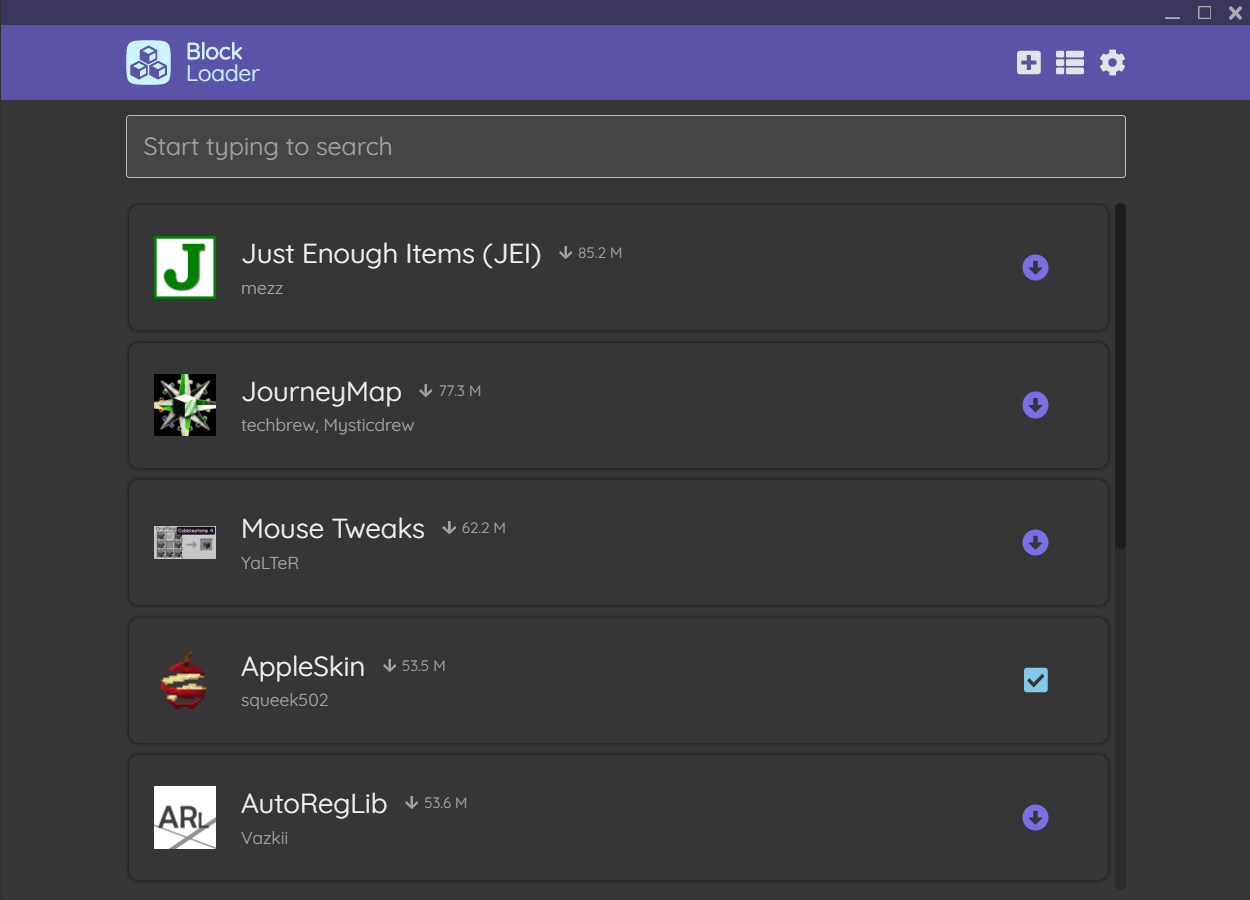 Block
Loader
Start typing to search
J
Just Enough Items (JEI) 85.2 M
mezz
JourneyMap 77.3 M
techbrew, Mysticdrew
Mouse Tweaks 62.2 M
YaLTeR
AppleSkin 53.5 M
squeek502
ARL
AutoRegLib 53.6 M
Vazkii